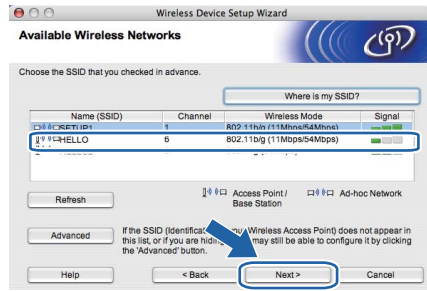 Wireless Device Setup Wizard
Available Wireless Networks
Choose the SSID that you checked in advance.
Where is my SSID?
Name (SSID) Channel Wireless Mode Signal
SETUP1 1 802.11b/g (11Mbps/54Mbps)
HELLO 6 802.11b/g (11Mbps/54Mbps)
Refresh
Access Point / Base Station
Ad-hoc Network
Advanced
If the SSID (Identification your Wireless Access Point) does not appear in
this list, or if you are hiding may still be able to configure it by clicking
the 'Advanced' button.
Help < Back Next > Cancel